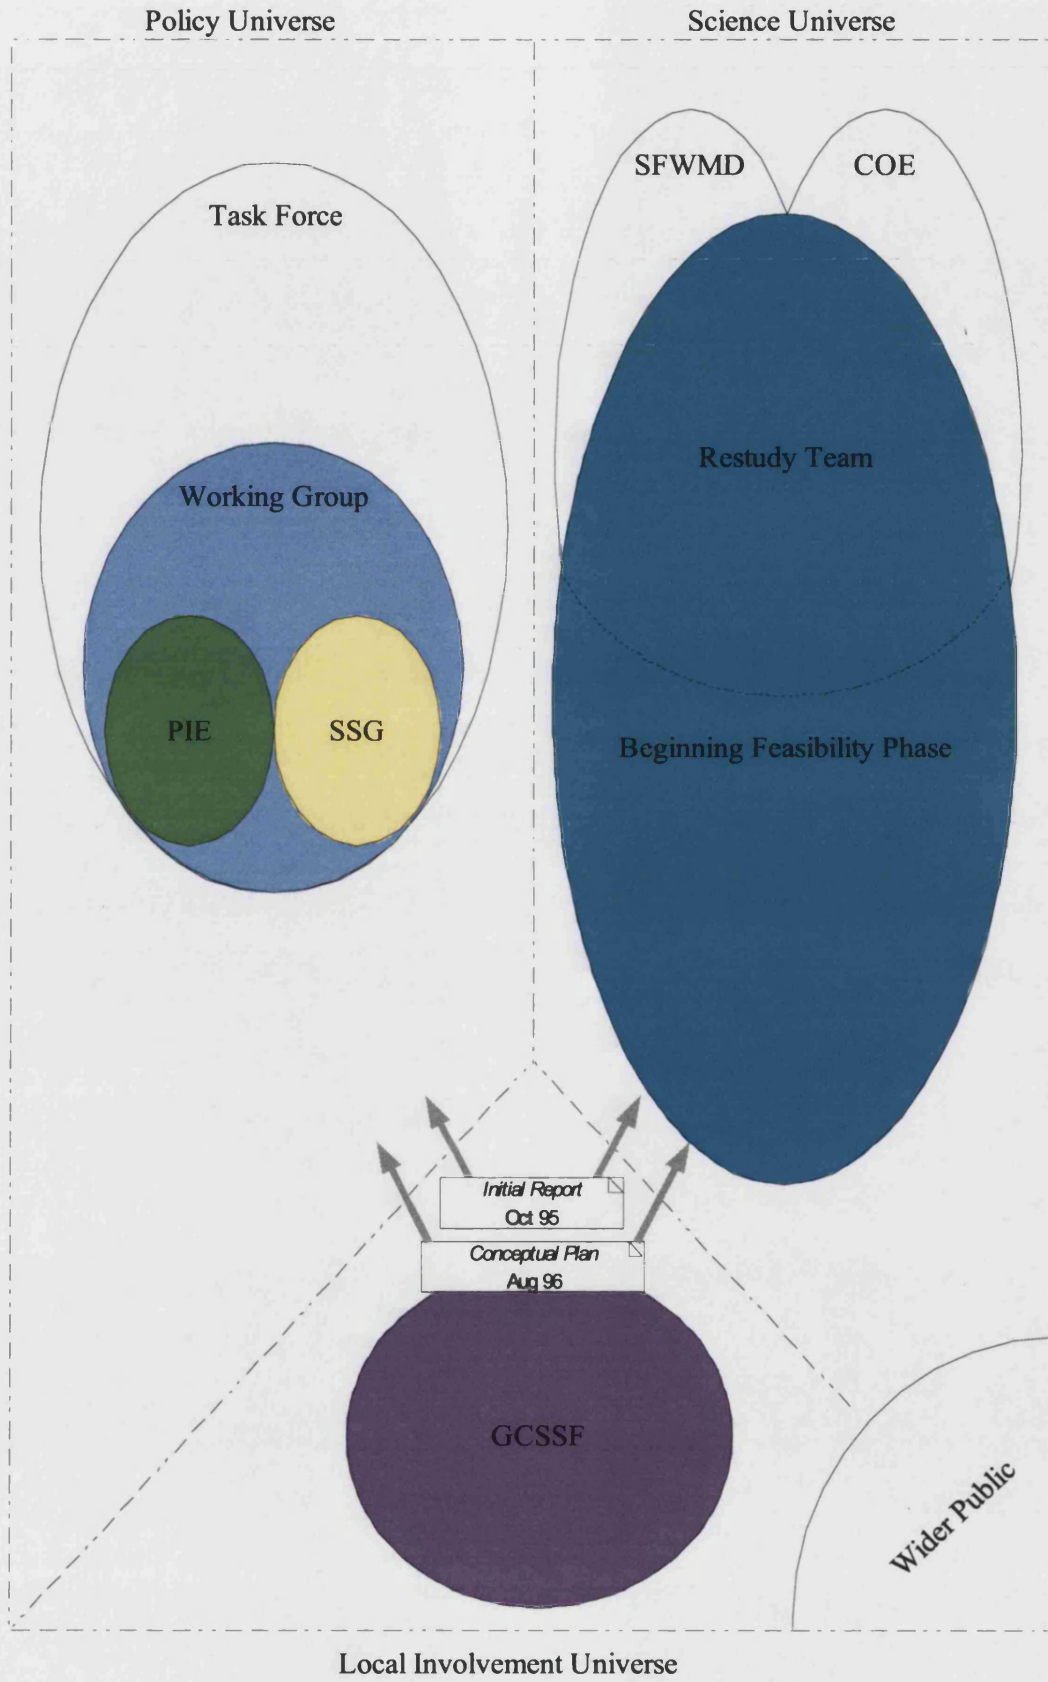 Policy Universe
Science Universe
SFWMD
COE
Task Force
Restudy Team
Working Group
PIE
SSG
Beginning Feasibility Phase
Initial Report
Oct 95
Conceptual Plan
Aug 96
GCSSF
Wider Public
Local Involvement Universe